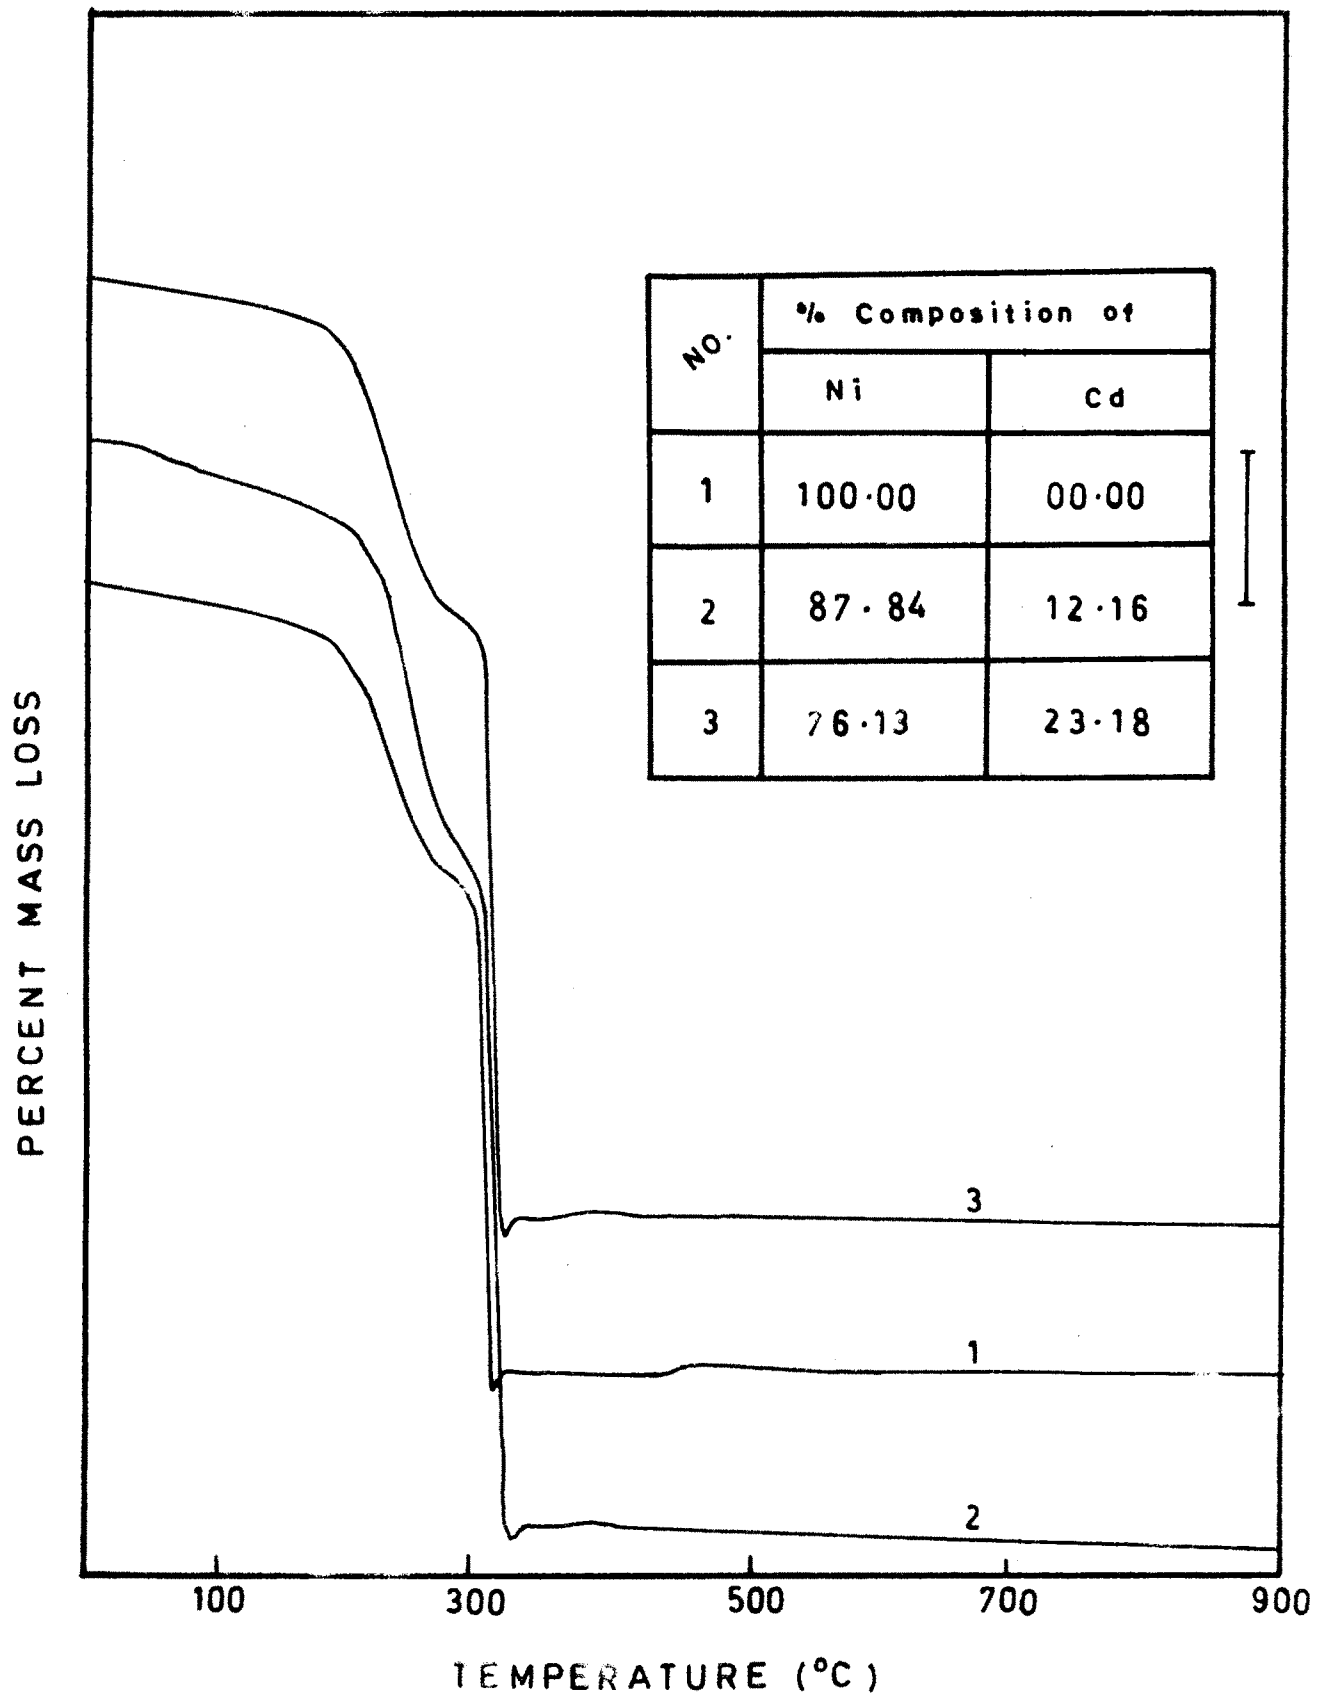 NO.
% Composition of
Ni Cd
1 100·00 00·00
2 87·84 12·16
3 76·13 23·18
PERCENT MASS LOSS
3
1
2
100 300 500 700 900
TEMPERATURE (°C)